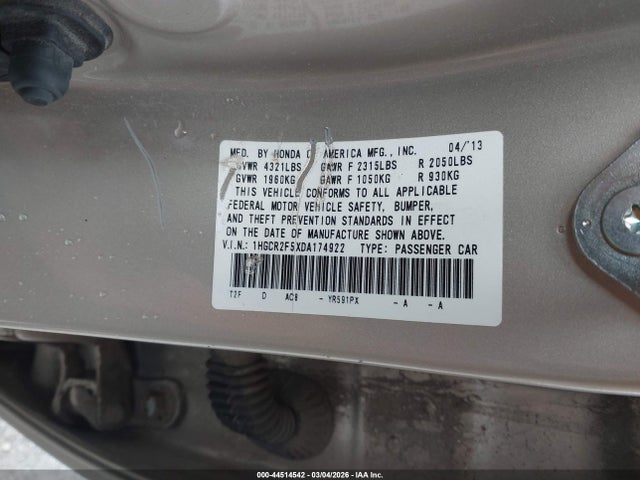 MFD. BY HONDA OF AMERICA MFG., INC. 04/'13
GVWR 4321LBS GAWR F 2315LBS R 2050LBS
GVWR 1960KG GAWR F 1050KG R 930KG
THIS VEHICLE CONFORMS TO ALL APPLICABLE
FEDERAL MOTOR VEHICLE SAFETY, BUMPER,
AND THEFT PREVENTION STANDARDS IN EFFECT
ON DATE OF MANUFACTURE SHOWN ABOVE.
V.I.N.: 1HGCR2F5XDA174922 TYPE: PASSENGER CAR
T2F D AC8 - YR591PX - A - A
000-44514542 | 03/04/2026 - IAA Inc.